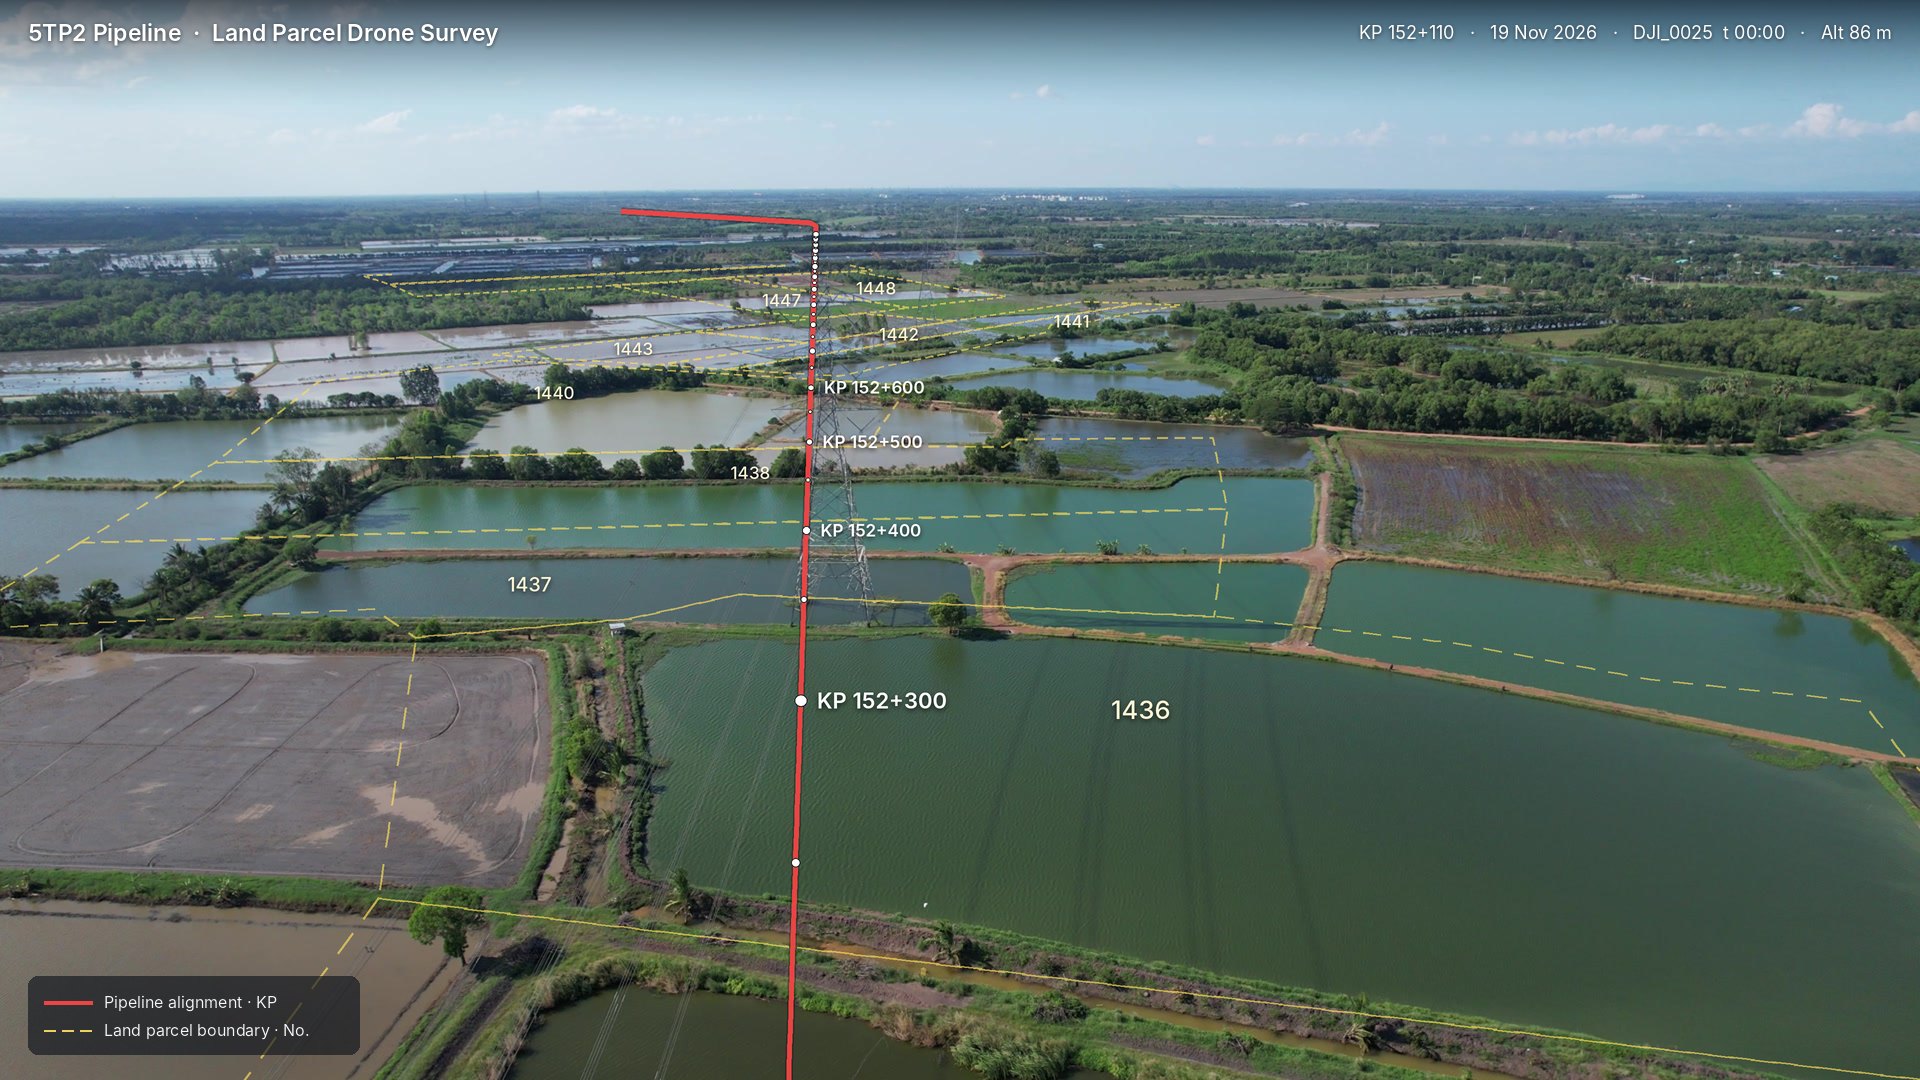 5TP2 Pipeline · Land Parcel Drone Survey
KP 152+110 · 19 Nov 2026 · DJI_0025 t 00:00 · Alt 86 m
1448
1447
1441
1442
1443
KP 152+600
1440
KP 152+500
1438
KP 152+400
1437
KP 152+300
1436
Pipeline alignment · KP
Land parcel boundary · No.